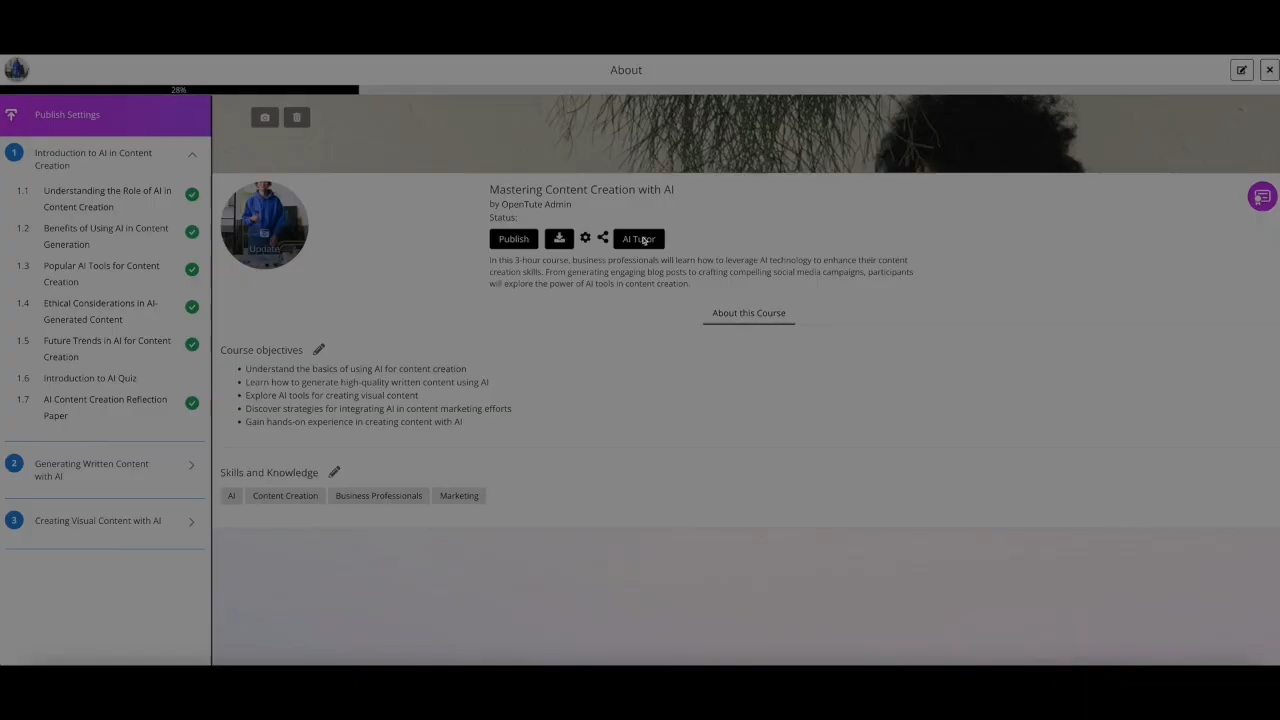 About
28%
Publish Settings
1
Introduction to AI in Content
Creation
1.1 Understanding the Role of AI in
Content Creation
1.2 Benefits of Using AI in Content
Generation
1.3 Popular AI Tools for Content
Creation
1.4 Ethical Considerations in AI-
Generated Content
1.5 Future Trends in AI for Content
Creation
1.6 Introduction to AI Quiz
1.7 AI Content Creation Reflection
Paper
2
Generating Written Content
with AI
3
Creating Visual Content with AI
Update
Mastering Content Creation with AI
by OpenTute Admin
Status:
Publish
AI Tutor
In this 3-hour course, business professionals will learn how to leverage AI technology to enhance their content
creation skills. From generating engaging blog posts to crafting compelling social media campaigns, participants
will explore the power of AI tools in content creation.
About this Course
Course objectives
• Understand the basics of using AI for content creation
• Learn how to generate high-quality written content using AI
• Explore AI tools for creating visual content
• Discover strategies for integrating AI in content marketing efforts
• Gain hands-on experience in creating content with AI
Skills and Knowledge
AI Content Creation Business Professionals Marketing